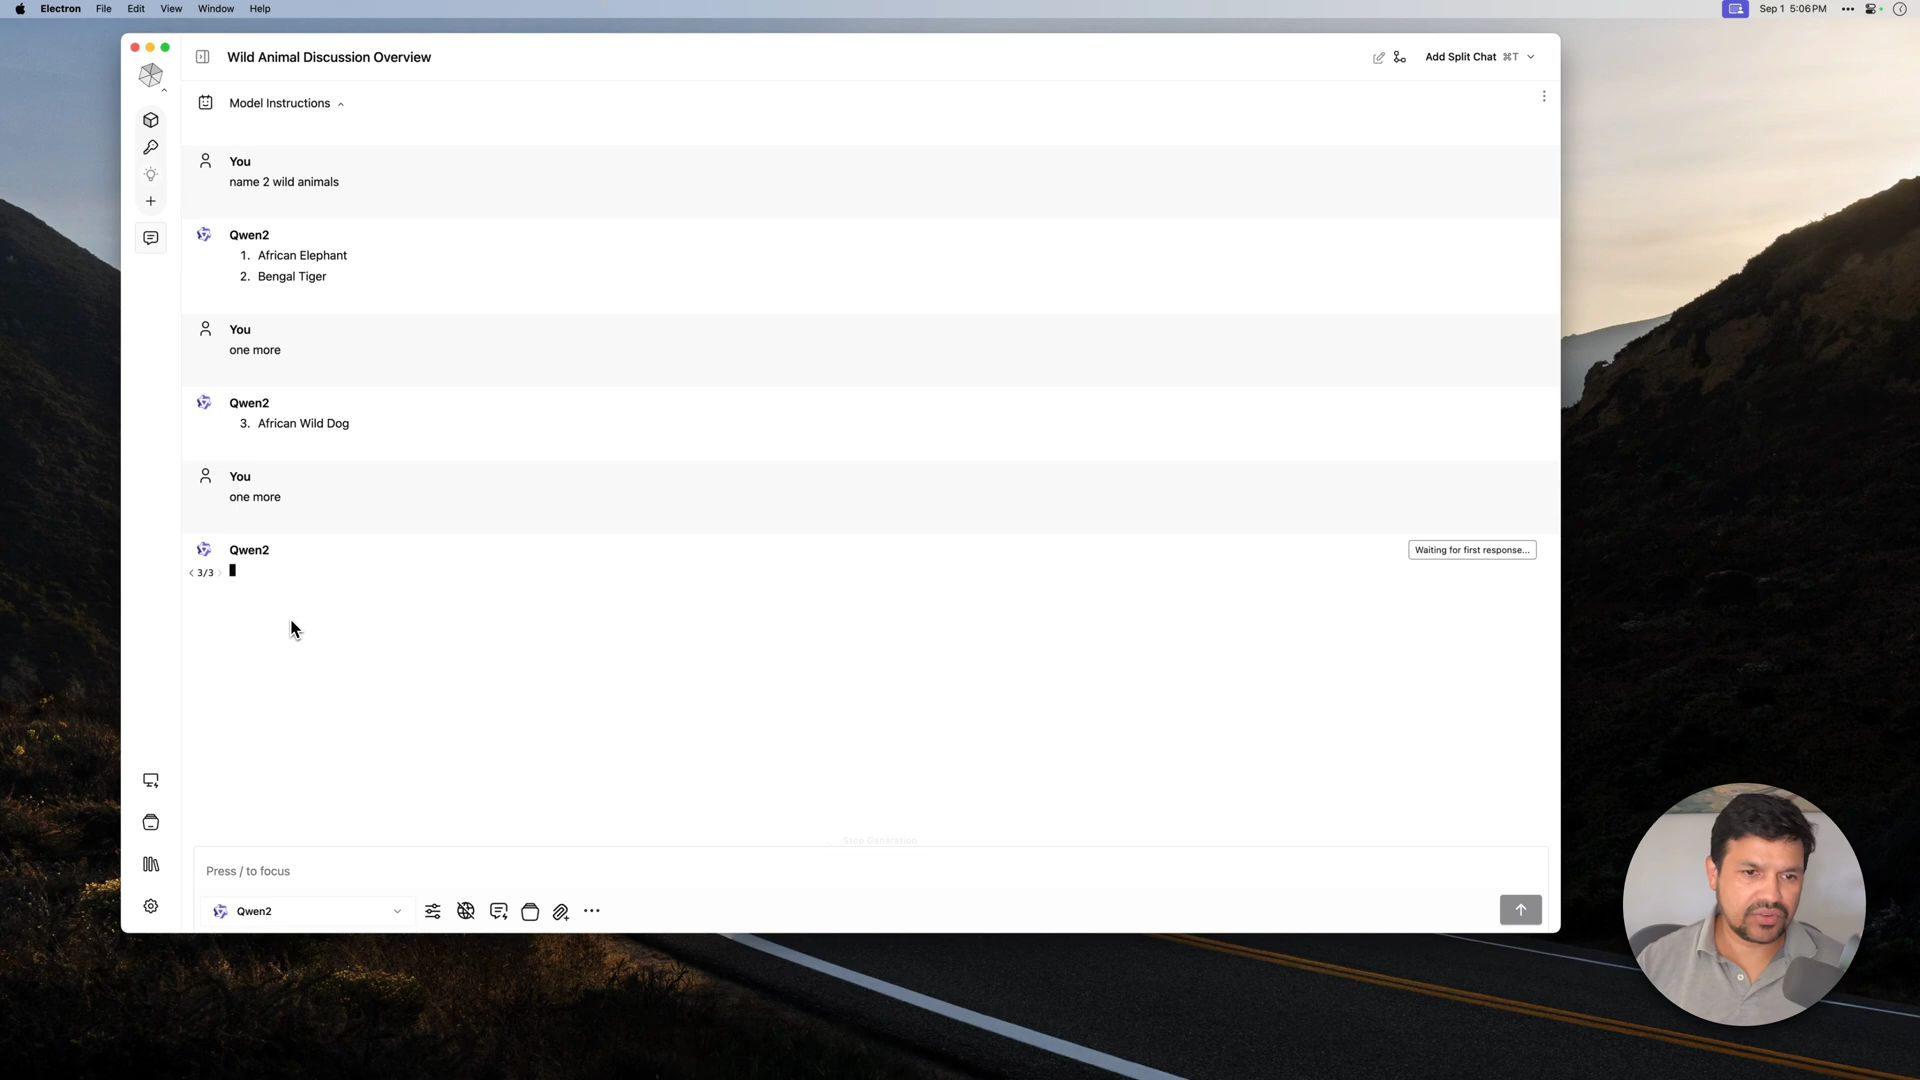 Electron File Edit View Window Help
Sep 1 5:06 PM
Wild Animal Discussion Overview
Add Split Chat ⌘T
Model Instructions
You
name 2 wild animals
Qwen2
1. African Elephant
2. Bengal Tiger
You
one more
Qwen2
3. African Wild Dog
You
one more
Qwen2
Waiting for first response...
< 3/3 >
Stop Generation
Press / to focus
Qwen2